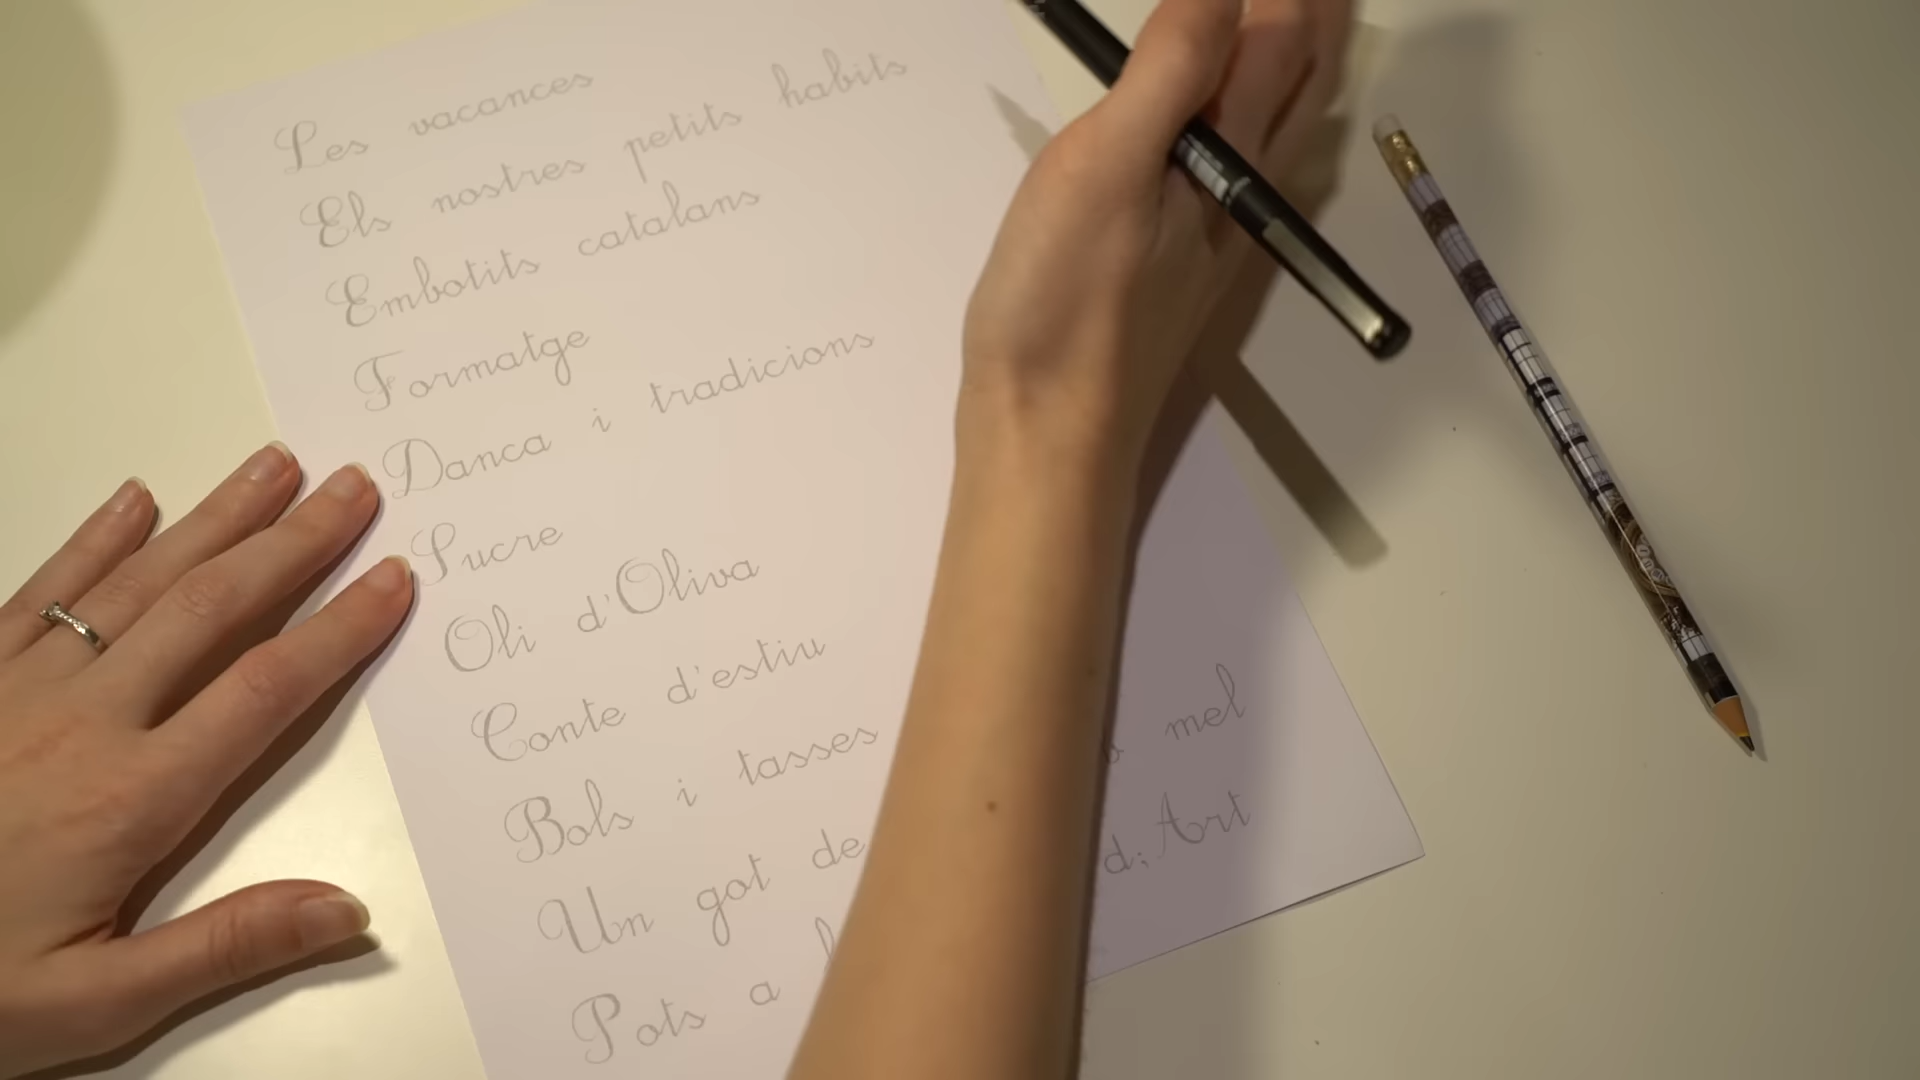 Les vacances
Els nostres petits habits
Embotits catalans
Formatge
Danca i tradicions
Sucre
Oli d'Oliva
Conte d'estiu
Bols i tasses mel
Un got de d'Art
Pots a